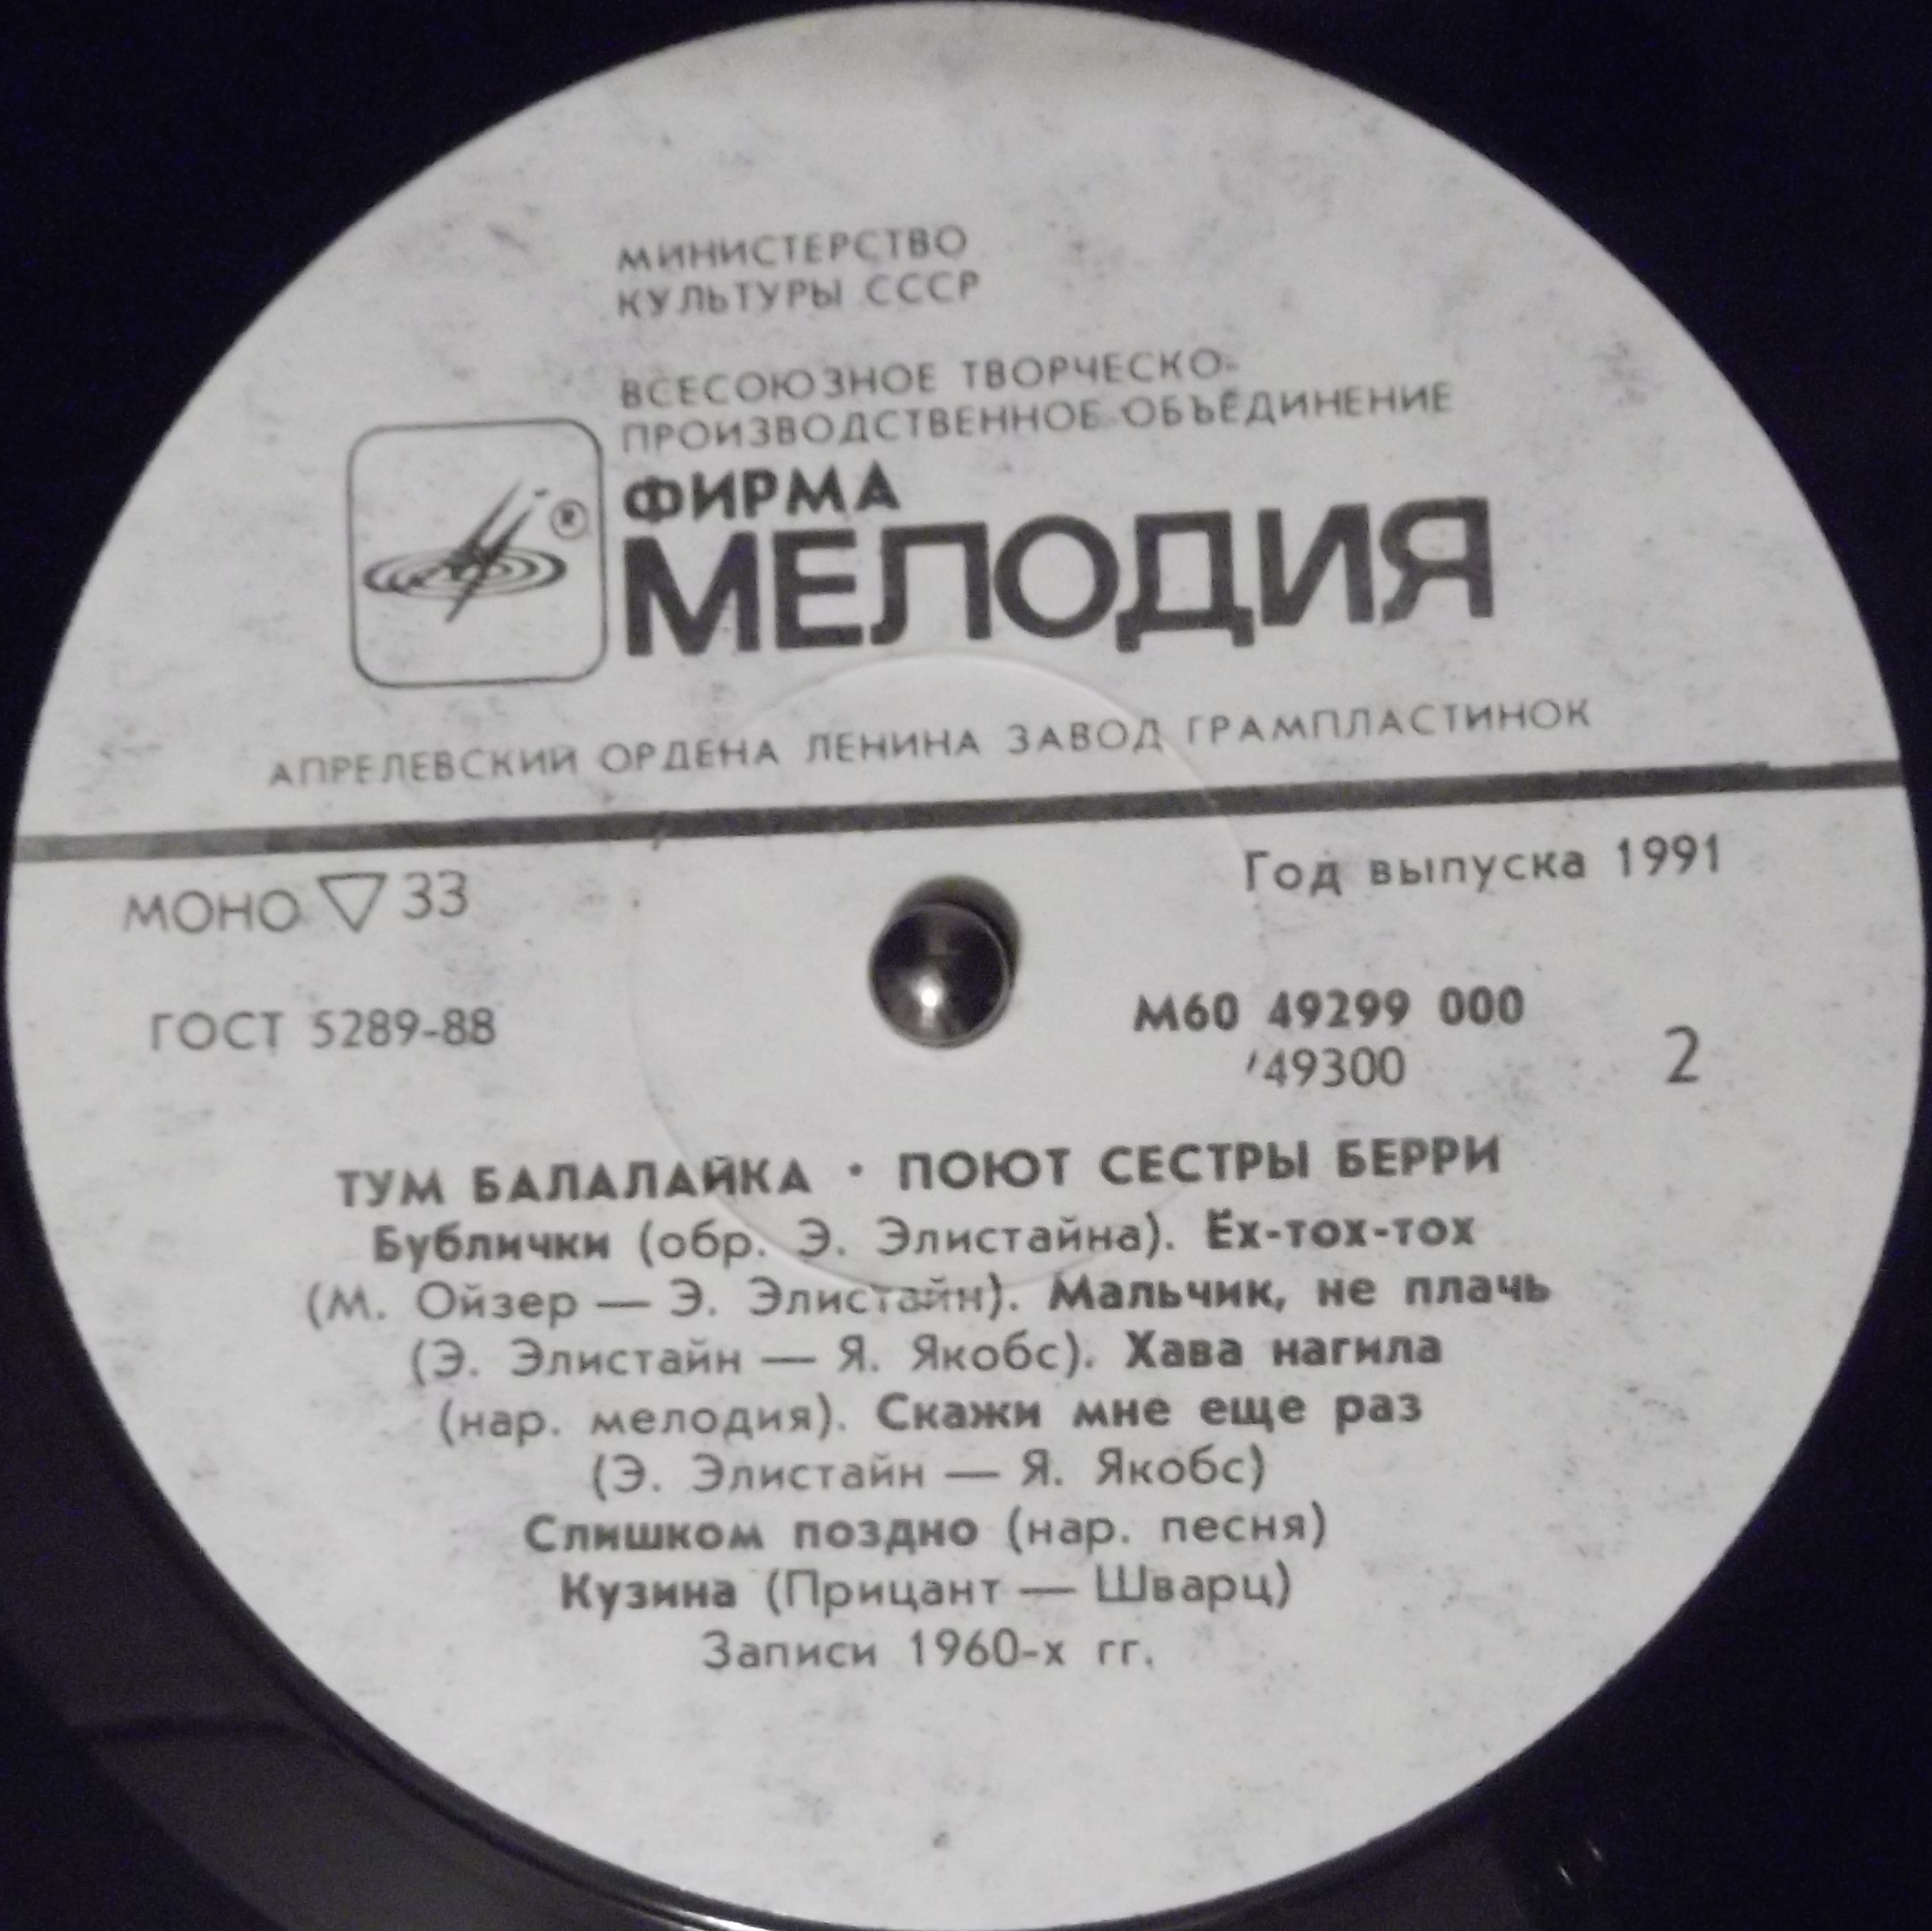 МИНИСТЕРСТВО
КУЛЬТУРЫ СССР
ВСЕСОЮЗНОЕ ТВОРЧЕСКО-
ПРОИЗВОДСТВЕННОЕ ОБЪЕДИНЕНИЕ
ФИРМА
МЕЛОДИЯ
®
АПРЕЛЕВСКИЙ ОРДЕНА ЛЕНИНА ЗАВОД ГРАМПЛАСТИНОК
МОНО ▽ 33
Год выпуска 1991
ГОСТ 5289-88
М60 49299 000
/49300
2
ТУМ БАЛАЛАЙКА · ПОЮТ СЕСТРЫ БЕРРИ
Бублички (обр. Э. Элистайна). Ёх-тох-тох
(М. Ойзер — Э. Элистайн). Мальчик, не плачь
(Э. Элистайн — Я. Якобс). Хава нагила
(нар. мелодия). Скажи мне еще раз
(Э. Элистайн — Я. Якобс)
Слишком поздно (нар. песня)
Кузина (Прицант — Шварц)
Записи 1960-х гг.